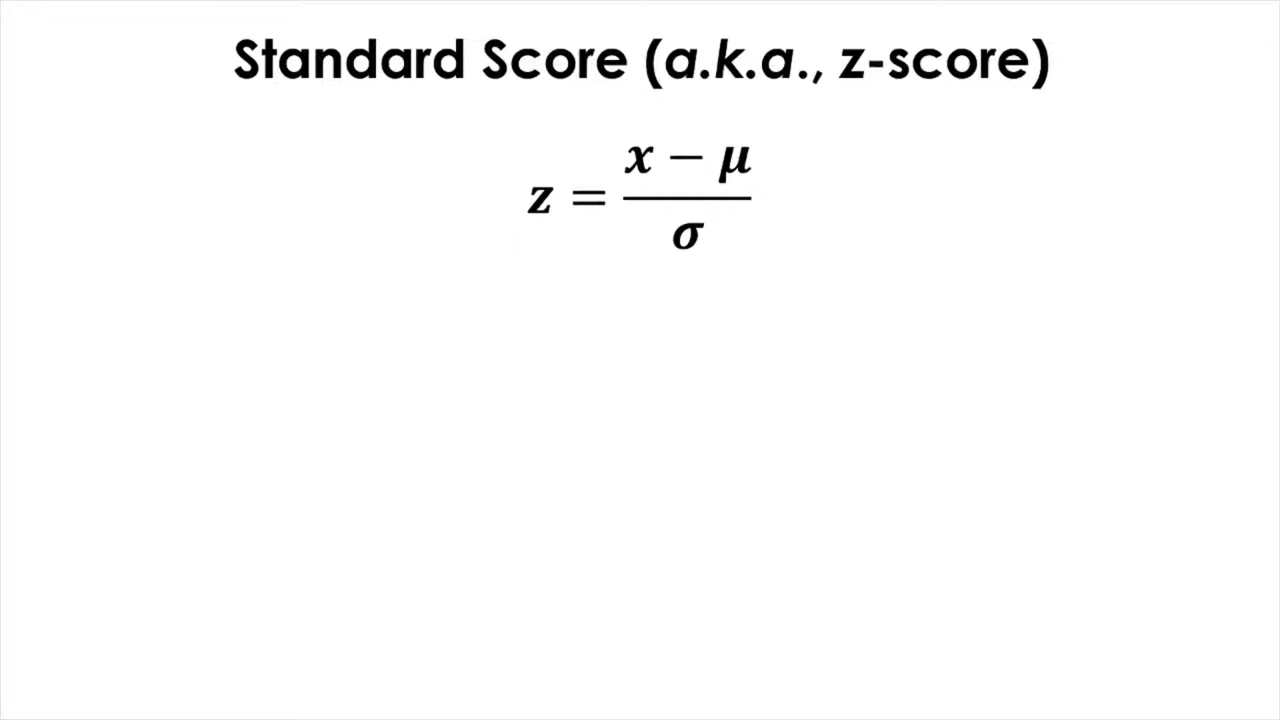 Standard Score (a.k.a., z-score)
z = (x − μ) / σ